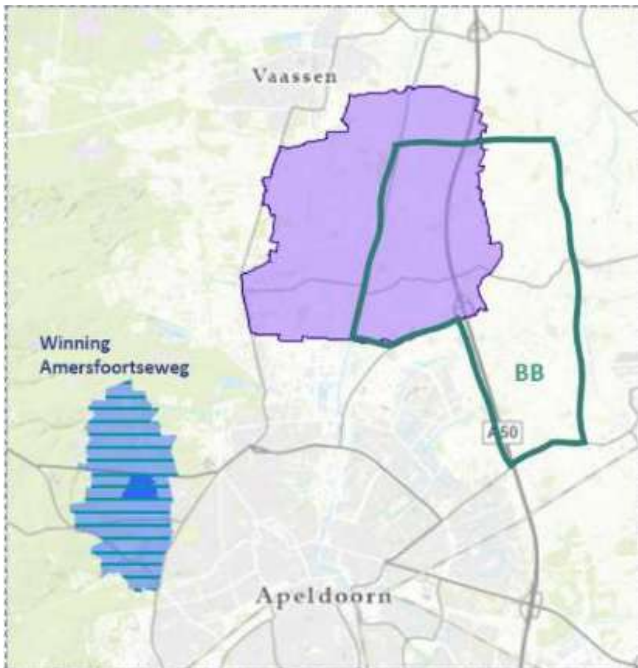 Vaassen
Winning
Amersfoortseweg
BB
A50
Apeldoorn